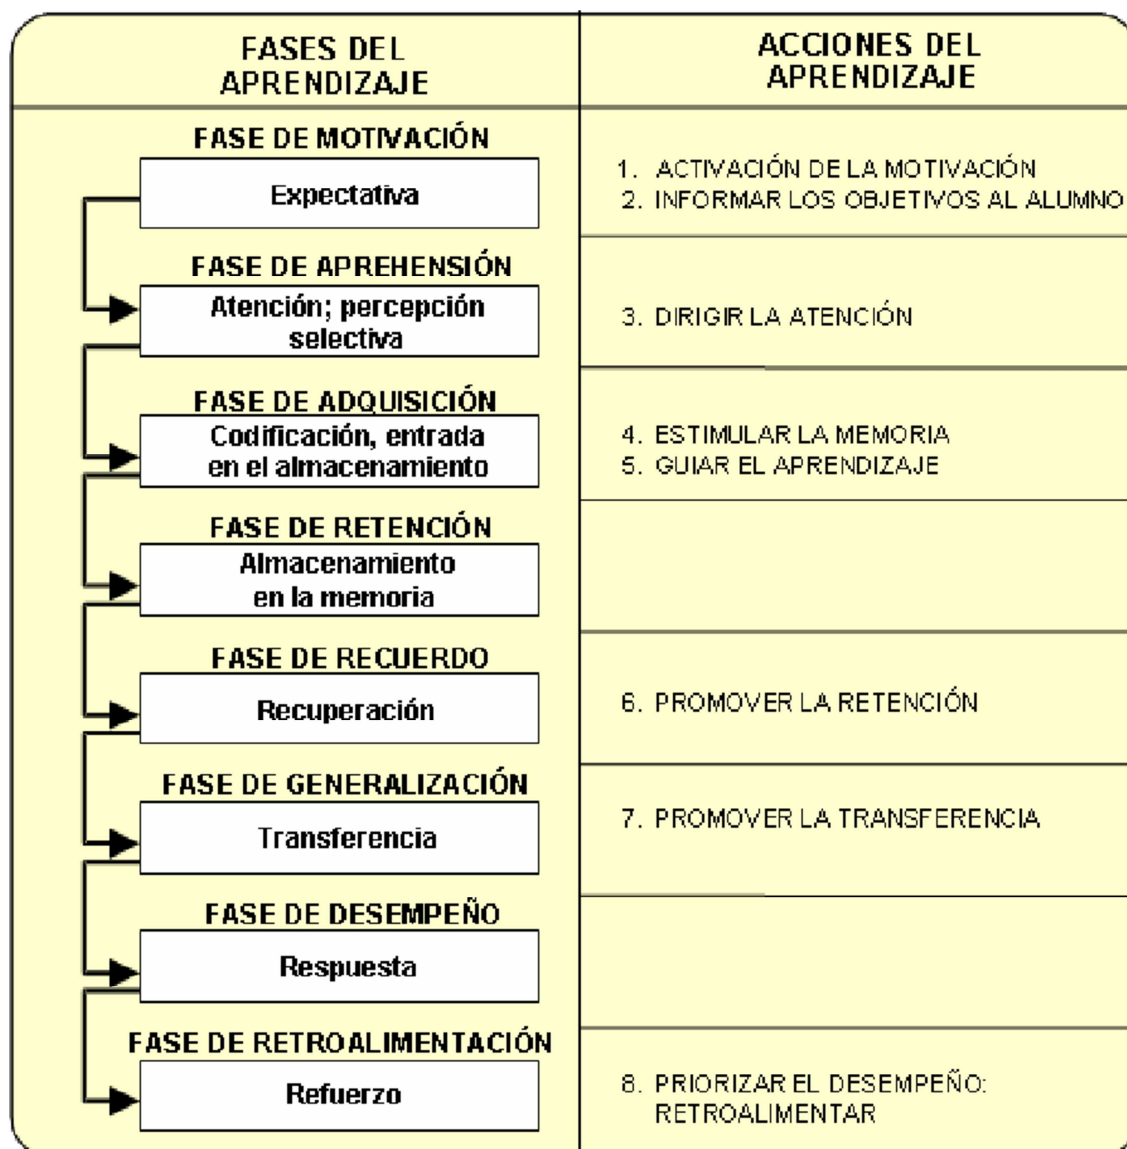 FASES DEL
APRENDIZAJE
ACCIONES DEL
APRENDIZAJE
FASE DE MOTIVACIÓN
Expectativa
1. ACTIVACIÓN DE LA MOTIVACIÓN
2. INFORMAR LOS OBJETIVOS AL ALUMNO
FASE DE APREHENSIÓN
Atención; percepción
selectiva
3. DIRIGIR LA ATENCIÓN
FASE DE ADQUISICIÓN
Codificación, entrada
en el almacenamiento
4. ESTIMULAR LA MEMORIA
5. GUIAR EL APRENDIZAJE
FASE DE RETENCIÓN
Almacenamiento
en la memoria
FASE DE RECUERDO
Recuperación
6. PROMOVER LA RETENCIÓN
FASE DE GENERALIZACIÓN
Transferencia
7. PROMOVER LA TRANSFERENCIA
FASE DE DESEMPEÑO
Respuesta
FASE DE RETROALIMENTACIÓN
Refuerzo
8. PRIORIZAR EL DESEMPEÑO:
RETROALIMENTAR